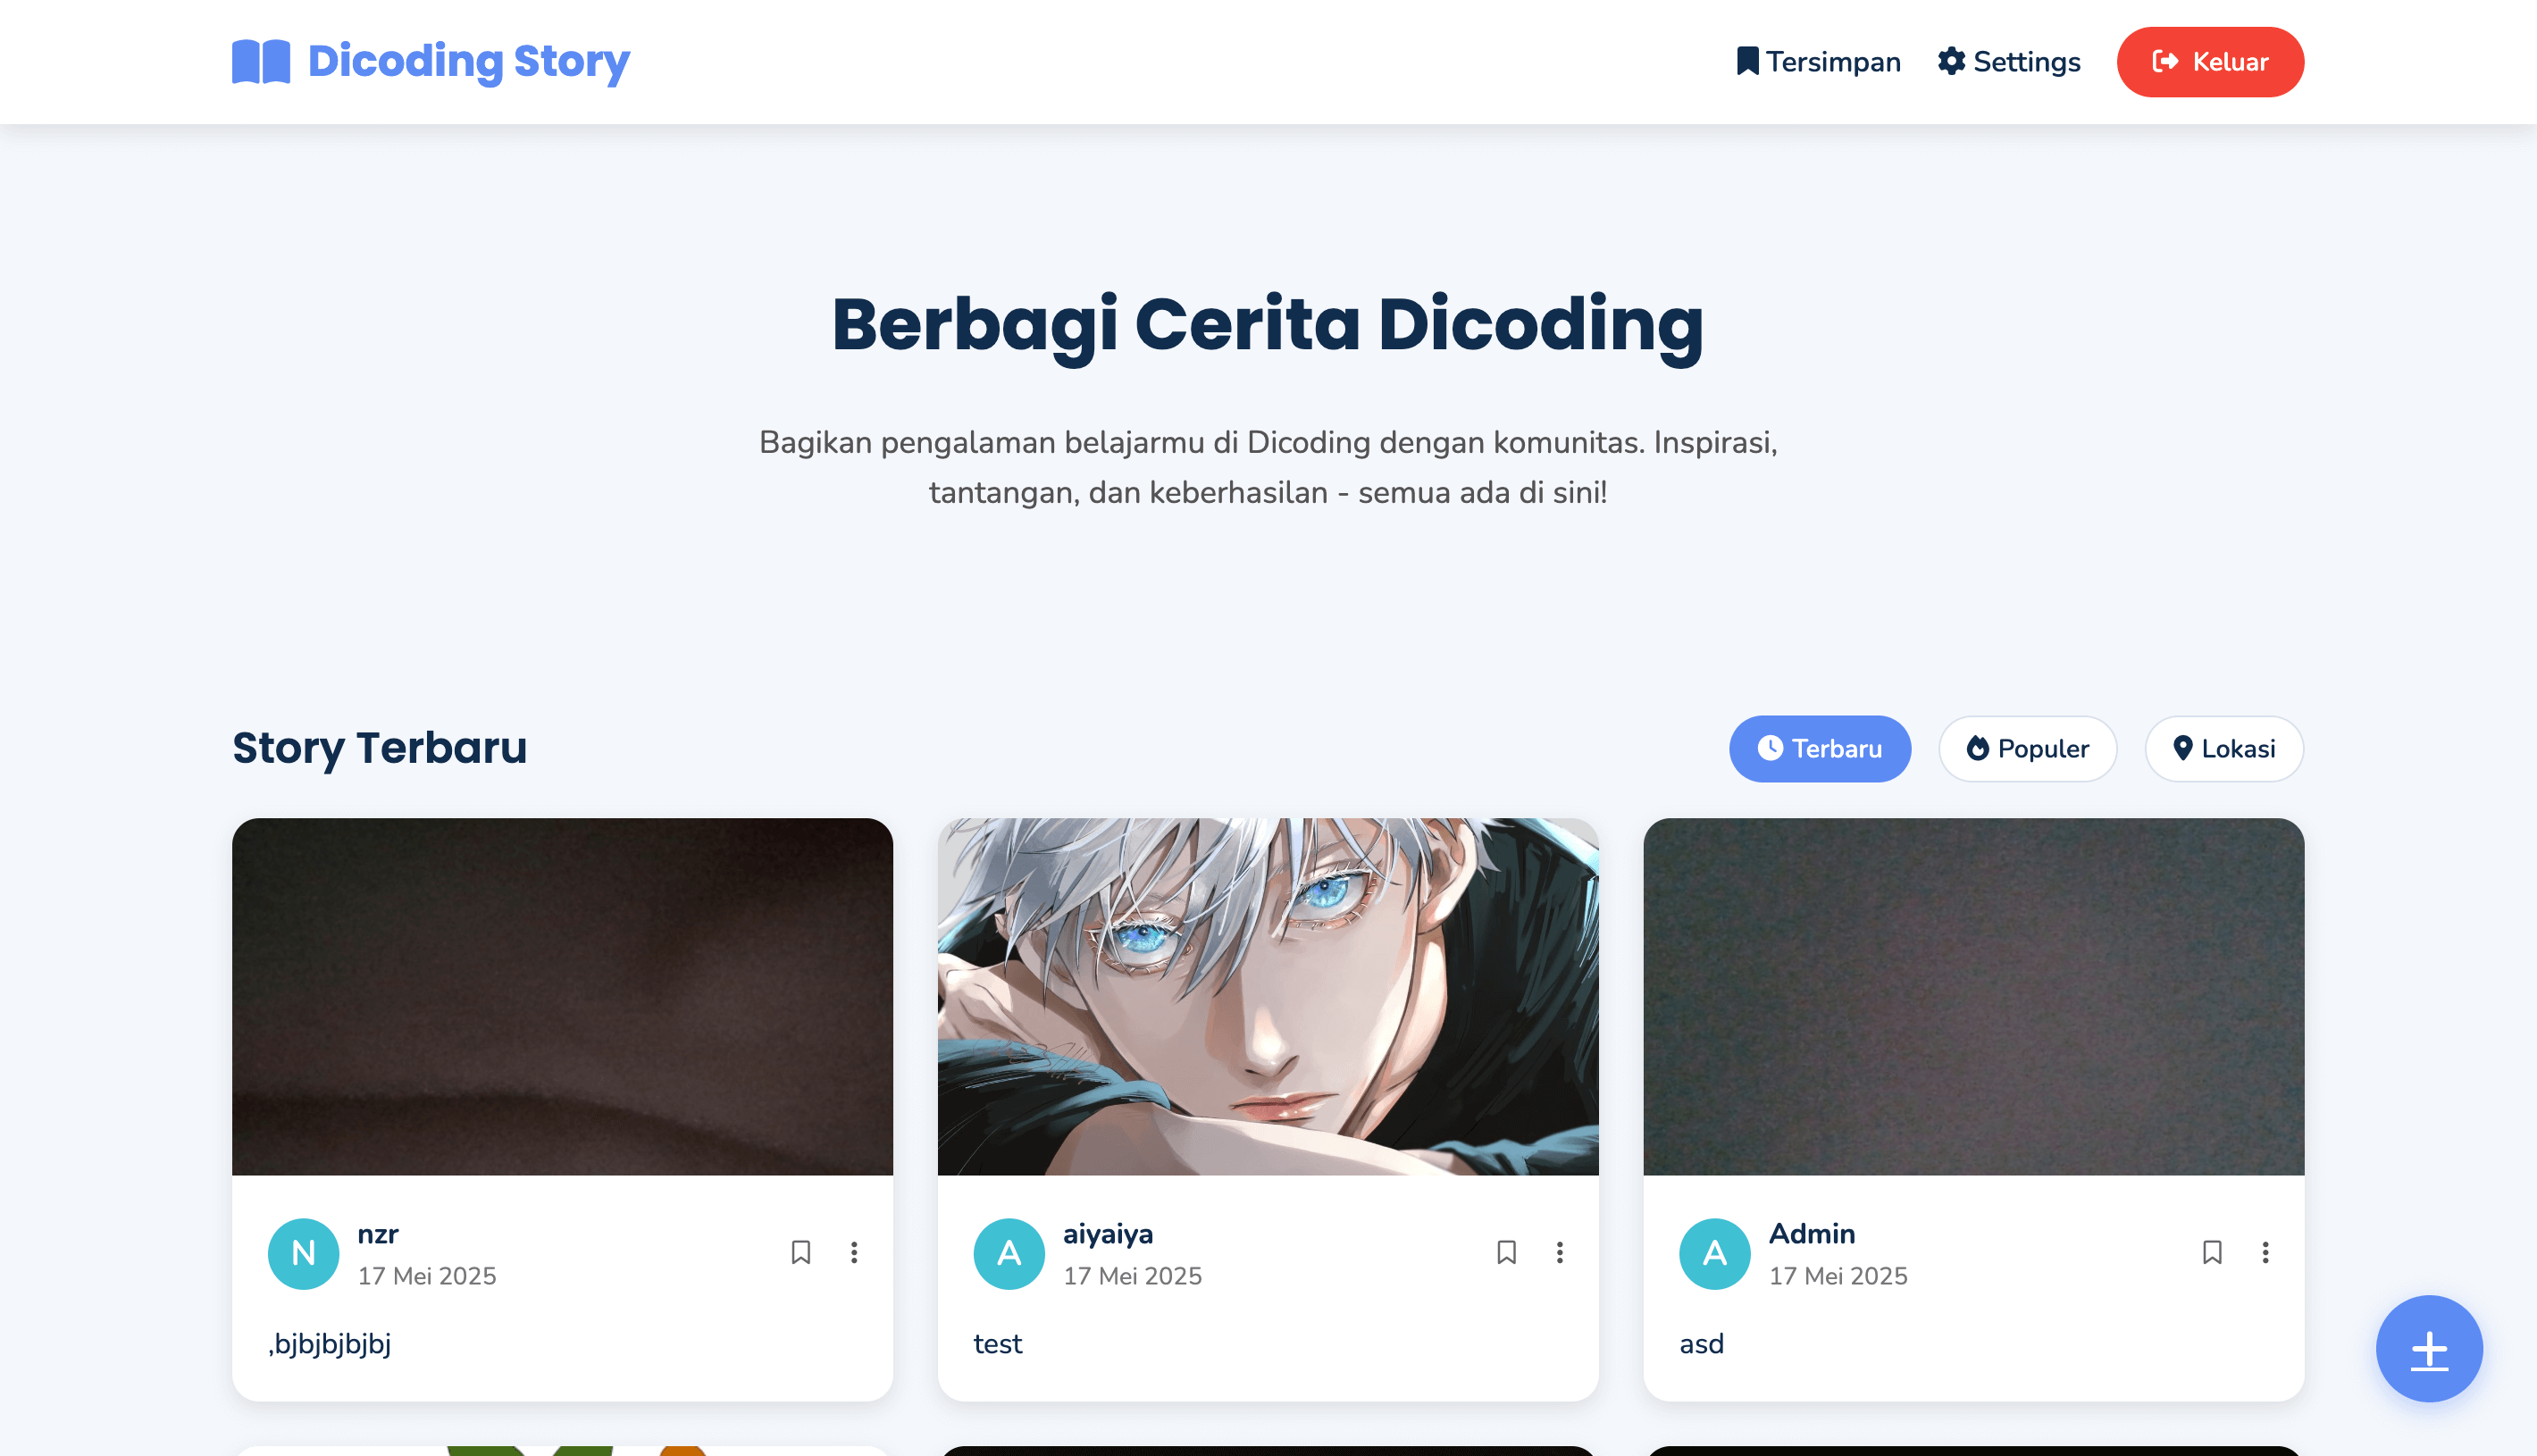 Dicoding Story
Tersimpan
Settings
Keluar
Berbagi Cerita Dicoding
Bagikan pengalaman belajarmu di Dicoding dengan komunitas. Inspirasi,
tantangan, dan keberhasilan - semua ada di sini!
Story Terbaru
Terbaru
Populer
Lokasi
N
nzr
17 Mei 2025
,bjbjbjbjbj
A
aiyaiya
17 Mei 2025
test
A
Admin
17 Mei 2025
asd